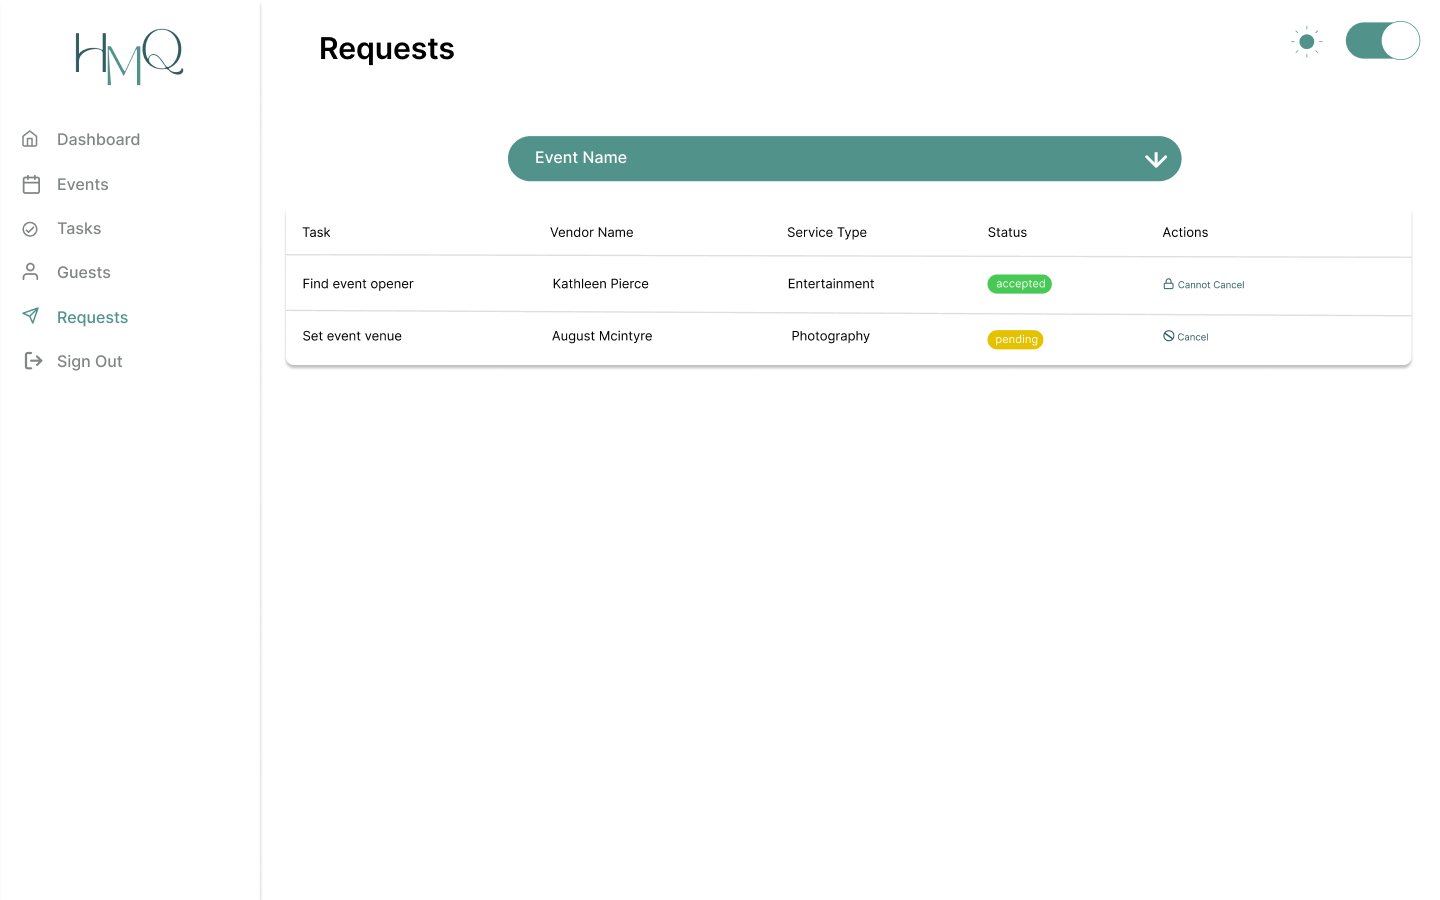 HMQ
Requests
Dashboard
Events
Tasks
Guests
Requests
Sign Out
Event Name
Task Vendor Name Service Type Status Actions
Find event opener Kathleen Pierce Entertainment accepted Cannot Cancel
Set event venue August Mcintyre Photography pending Cancel